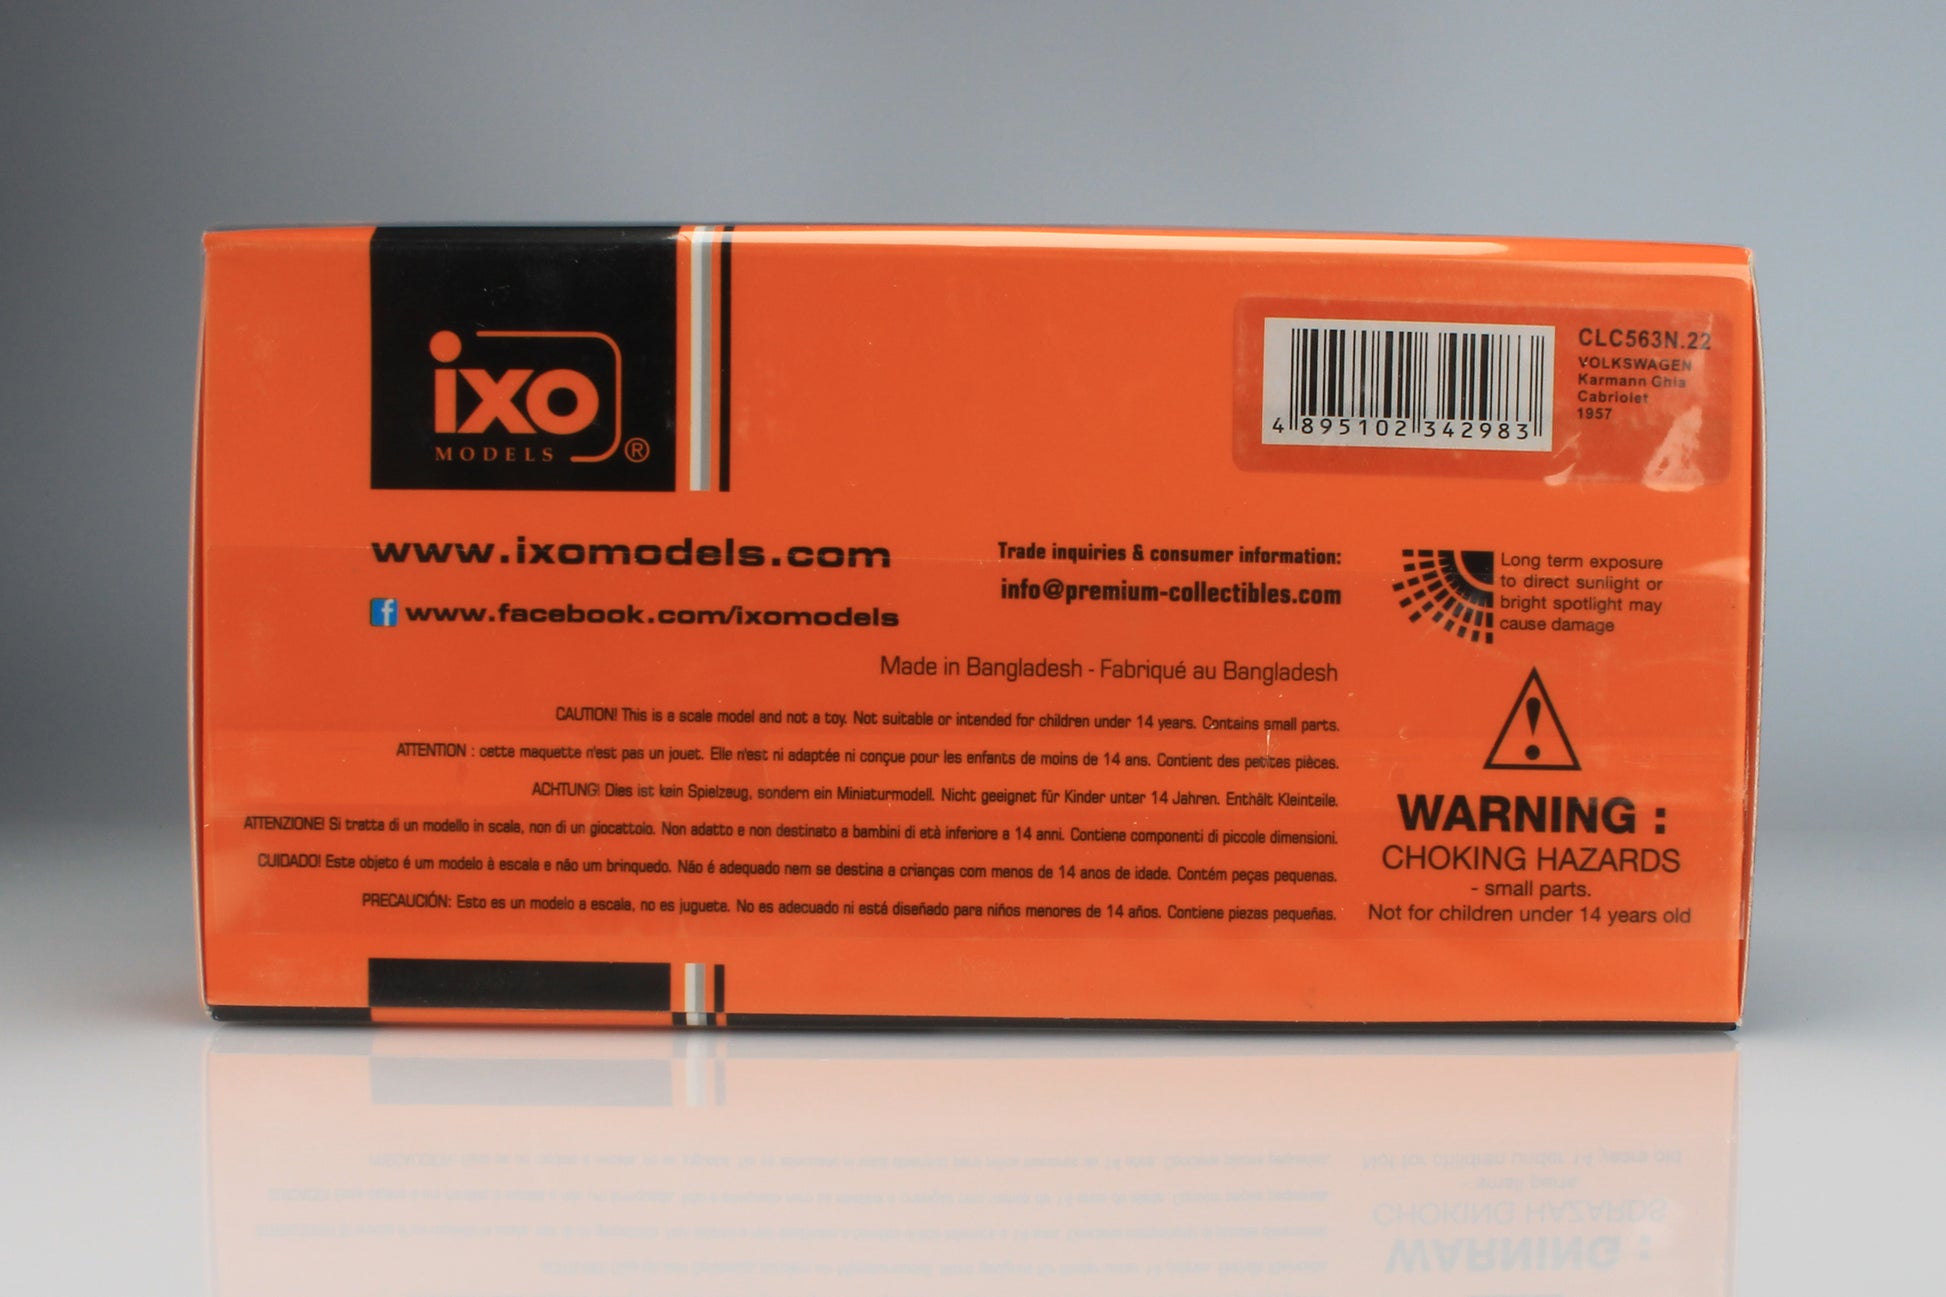 ixo
MODELS ®
4 895102 342983
CLC563N.22
VOLKSWAGEN
Karmann Ghia
Cabriolet
1957
www.ixomodels.com
f www.facebook.com/ixomodels
Trade inquiries & consumer information:
info@premium-collectibles.com
Long term exposure
to direct sunlight or
bright spotlight may
cause damage
Made in Bangladesh - Fabriqué au Bangladesh
CAUTION! This is a scale model and not a toy. Not suitable or intended for children under 14 years. Contains small parts.
ATTENTION : cette maquette n'est pas un jouet. Elle n'est ni adaptée ni conçue pour les enfants de moins de 14 ans. Contient des petites pièces.
ACHTUNG! Dies ist kein Spielzeug, sondern ein Miniaturmodell. Nicht geeignet für Kinder unter 14 Jahren. Enthält Kleinteile.
ATTENZIONE! Si tratta di un modello in scala, non di un giocattolo. Non adatto e non destinato a bambini di età inferiore a 14 anni. Contiene componenti di piccole dimensioni.
CUIDADO! Este objeto é um modelo à escala e não um brinquedo. Não é adequado nem se destina a crianças com menos de 14 anos de idade. Contém peças pequenas.
PRECAUCIÓN: Esto es un modelo a escala, no es juguete. No es adecuado ni está diseñado para niños menores de 14 años. Contiene piezas pequeñas.
WARNING :
CHOKING HAZARDS
- small parts.
Not for children under 14 years old